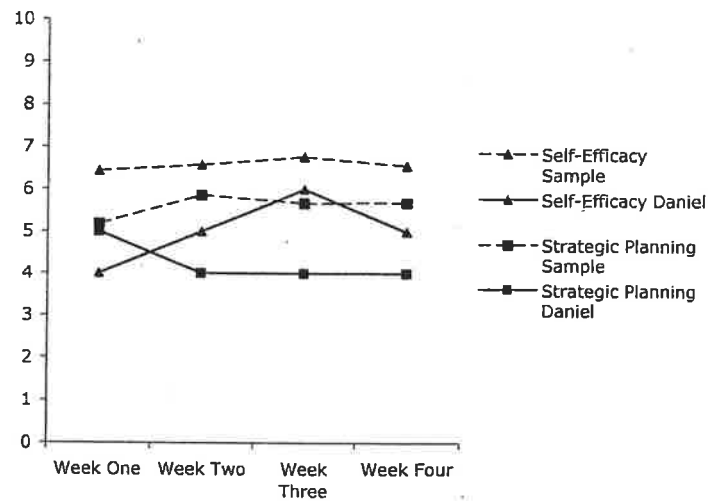 10
9
8
7
6
5
4
3
2
1
0
Week One
Week Two
Week
Three
Week Four
Self-Efficacy
Sample
Self-Efficacy Daniel
Strategic Planning
Sample
Strategic Planning
Daniel